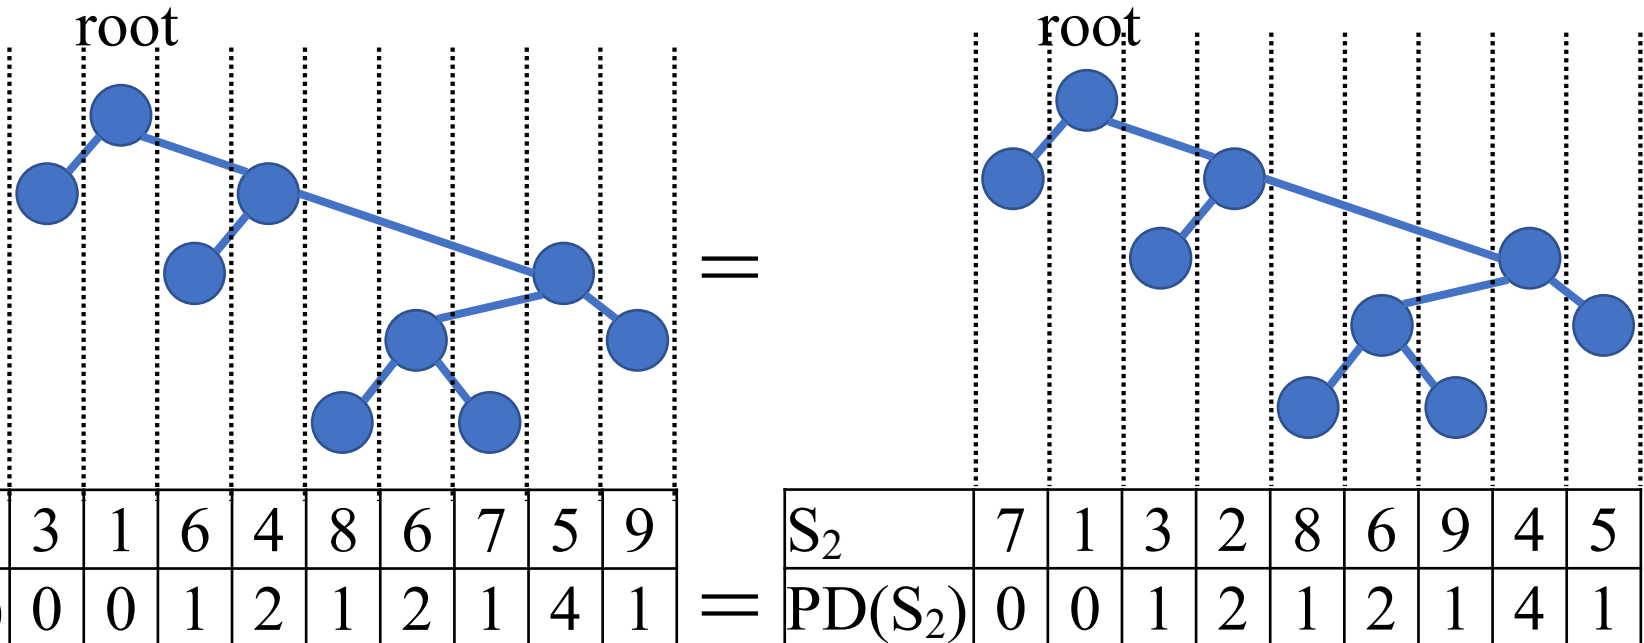 root root
=
3 1 6 4 8 6 7 5 9 S₂ 7 1 3 2 8 6 9 4 5
) 0 0 1 2 1 2 1 4 1 = PD(S₂) 0 0 1 2 1 2 1 4 1